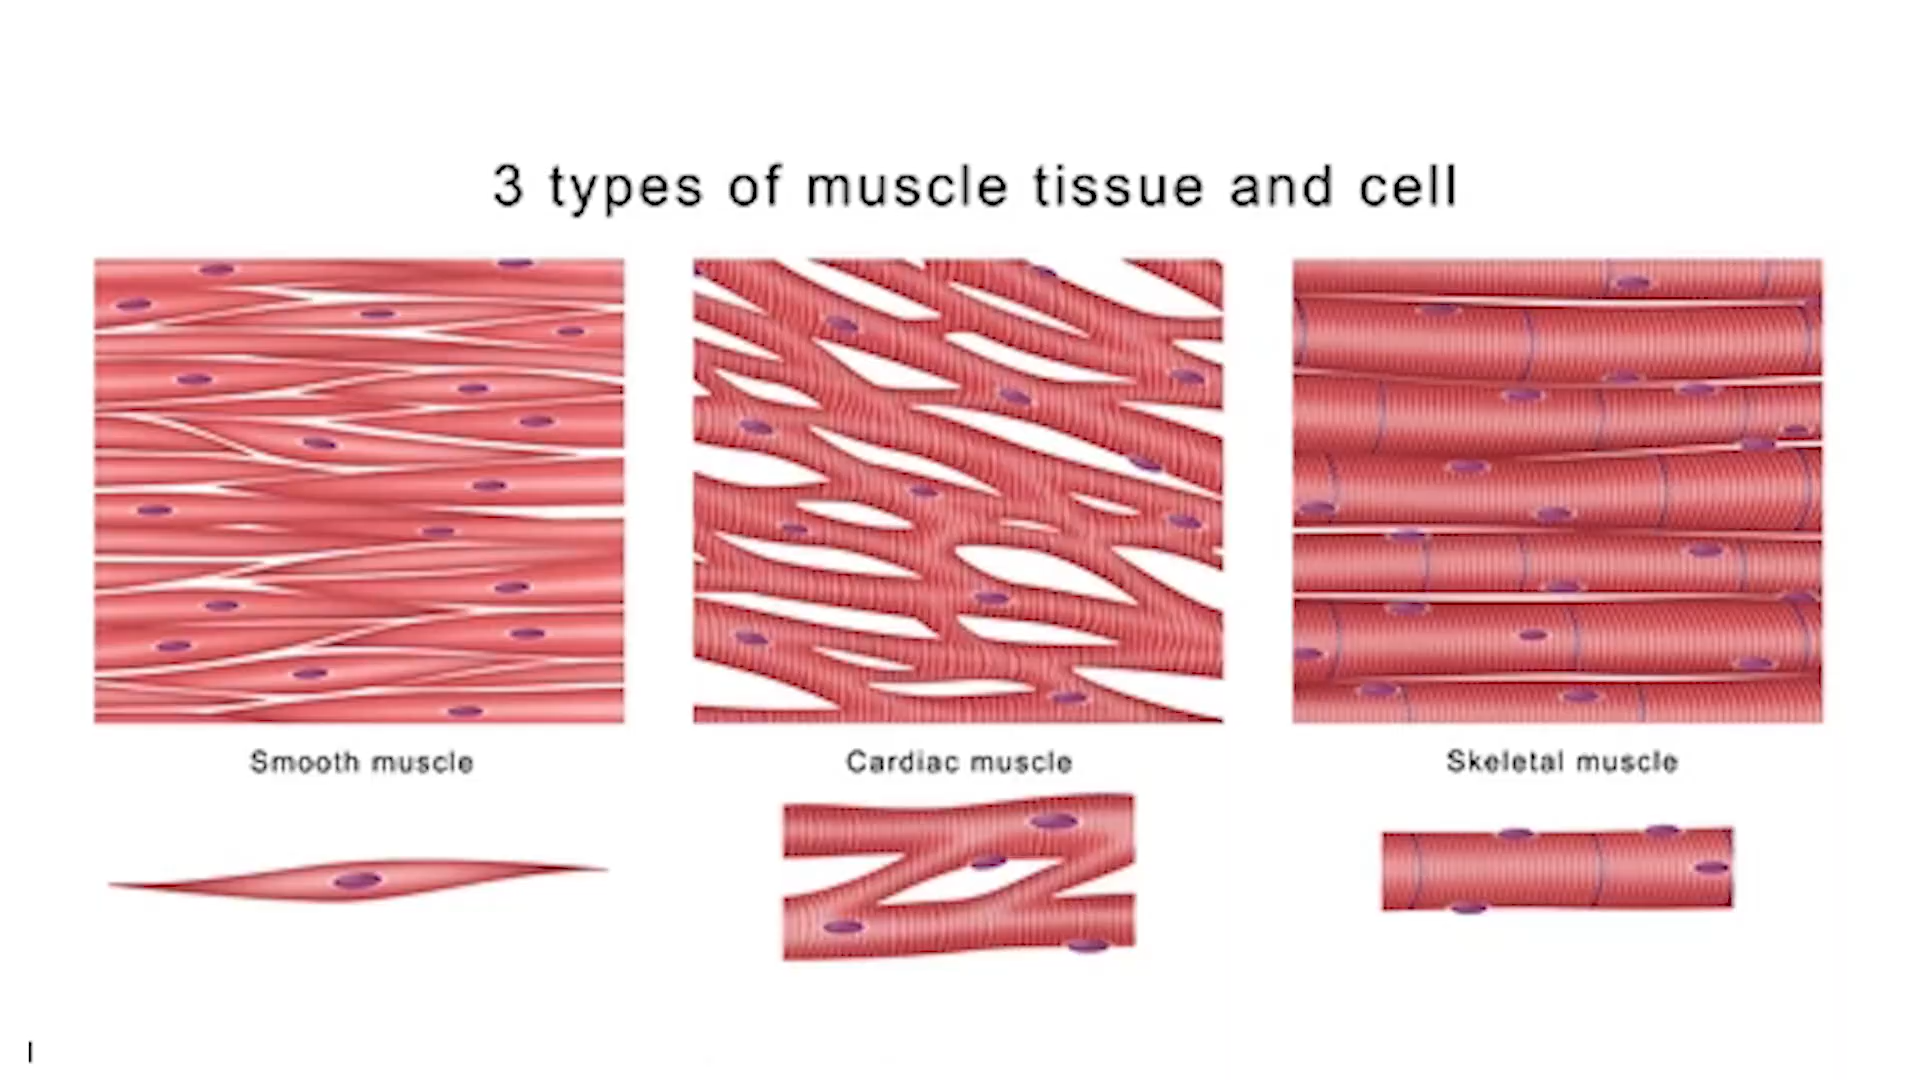 3 types of muscle tissue and cell
Smooth muscle
Cardiac muscle
Skeletal muscle